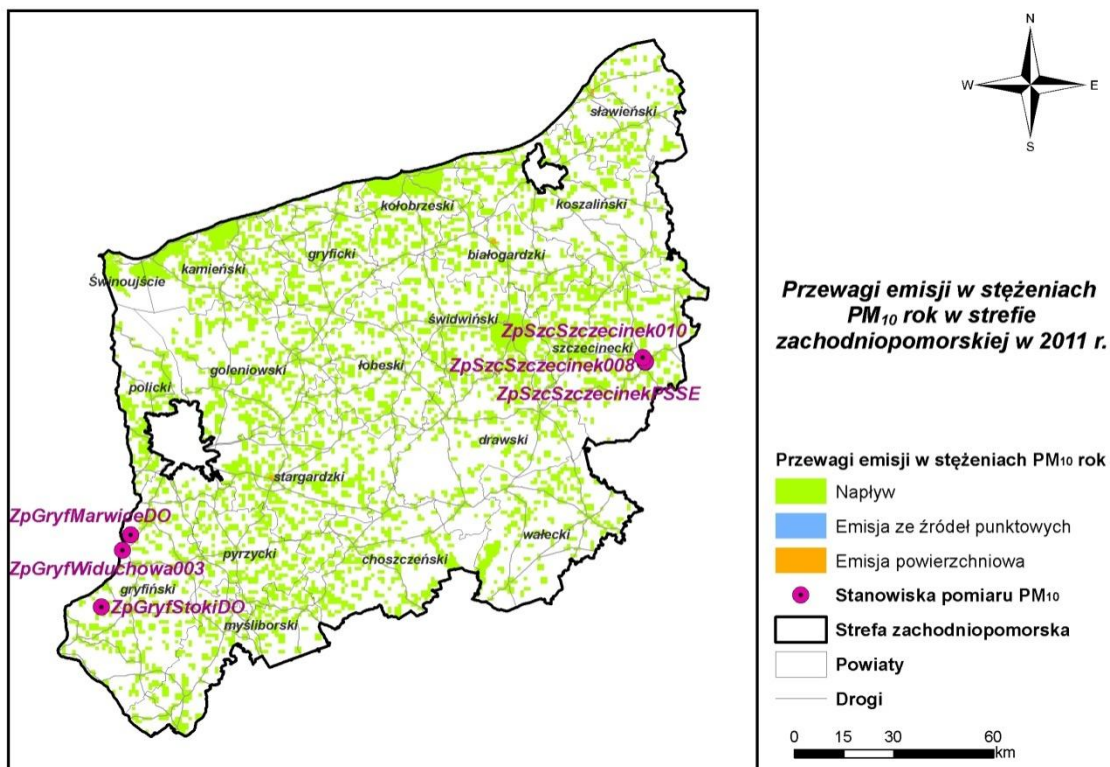 N
W E
S
sławieński
koszaliński
kołobrzeski
białogardzki
gryficki
kamieński
Świnoujście
świdwiński
ZpSzcSzczecinek010
szczecinecki
ZpSzcSzczecinek008
ZpSzcSzczecinekPSSE
łobeski
goleniowski
policki
drawski
stargardzki
wałecki
choszczeński
pyrzycki
ZpGryfMarwiceDO
ZpGryfWiduchowa003
gryfiński
ZpGryfStokiDO
myśliborski
Przewagi emisji w stężeniach
PM₁₀ rok w strefie
zachodniopomorskiej w 2011 r.
Przewagi emisji w stężeniach PM₁₀ rok
Napływ
Emisja ze źródeł punktowych
Emisja powierzchniowa
Stanowiska pomiaru PM₁₀
Strefa zachodniopomorska
Powiaty
Drogi
0 15 30 60
km